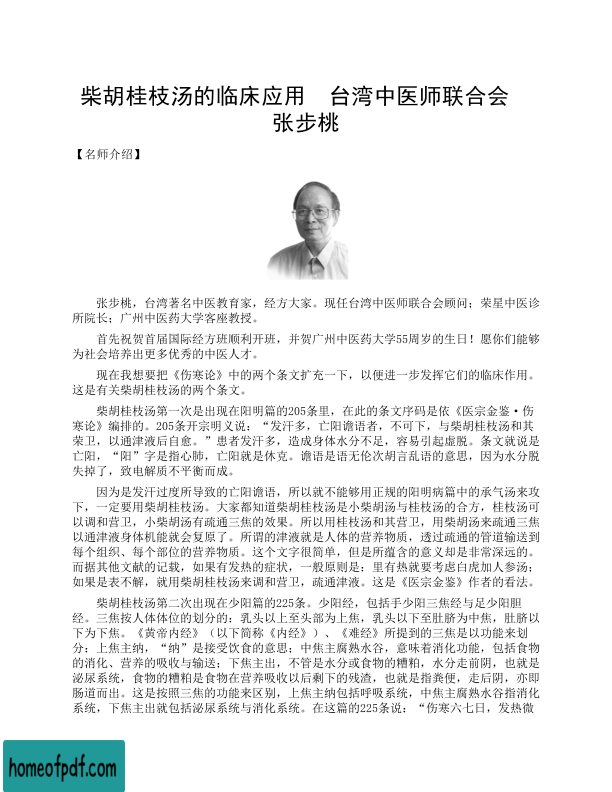 柴胡桂枝汤的临床应用　台湾中医师联合会
张步桃
【名师介绍】
张步桃，台湾著名中医教育家，经方大家。现任台湾中医师联合会顾问；荣星中医诊
所院长；广州中医药大学客座教授。
首先祝贺首届国际经方班顺利开班，并贺广州中医药大学55周岁的生日！愿你们能够
为社会培养出更多优秀的中医人才。
现在我想要把《伤寒论》中的两个条文扩充一下，以便进一步发挥它们的临床作用。
这是有关柴胡桂枝汤的两个条文。
柴胡桂枝汤第一次是出现在阳明篇的205条里，在此的条文序码是依《医宗金鉴·伤
寒论》编排的。205条开宗明义说：“发汗多，亡阳谵语者，不可下，与柴胡桂枝汤和其
荣卫，以通津液后自愈。”患者发汗多，造成身体水分不足，容易引起虚脱。条文就说是
亡阳，“阳”字是指心肺，亡阳就是休克。谵语是语无伦次胡言乱语的意思，因为水分脱
失掉了，致电解质不平衡而成。
因为是发汗过度所导致的亡阳谵语，所以就不能够用正规的阳明病篇中的承气汤来攻
下，一定要用柴胡桂枝汤。大家都知道柴胡桂枝汤是小柴胡汤与桂枝汤的合方，桂枝汤可
以调和营卫，小柴胡汤有疏通三焦的效果。所以用桂枝汤和其营卫，用柴胡汤来疏通三焦
以通津液身体机能就会复原了。所谓的津液就是人体的营养物质，透过疏通的管道输送到
每个组织、每个部位的营养物质。这个文字很简单，但是所蕴含的意义却是非常深远的。
而据其他文献的记载，如果有发热的症状，一般原则是：里有热就要考虑白虎加人参汤；
如果是表不解，就用柴胡桂枝汤来调和营卫，疏通津液。这是《医宗金鉴》作者的看法。
柴胡桂枝汤第二次出现在少阳篇的225条。少阳经，包括手少阳三焦经与足少阳胆
经。三焦按人体体位的划分的：乳头以上至头部为上焦，乳头以下至肚脐为中焦，肚脐以
下为下焦。《黄帝内经》（以下简称《内经》）、《难经》所提到的三焦是以功能来划
分：上焦主纳，“纳”是接受饮食的意思；中焦主腐熟水谷，意味着消化功能，包括食物
的消化、营养的吸收与输送；下焦主出，不管是水分或食物的糟粕，水分走前阴，也就是
泌尿系统，食物的糟粕是食物在营养吸收以后剩下的残渣，也就是指粪便，走后阴，亦即
肠道而出。这是按照三焦的功能来区别，上焦主纳包括呼吸系统，中焦主腐熟水谷指消化
系统，下焦主出就包括泌尿系统与消化系统。在这篇的225条说：“伤寒六七日，发热微
homeofpdf.com